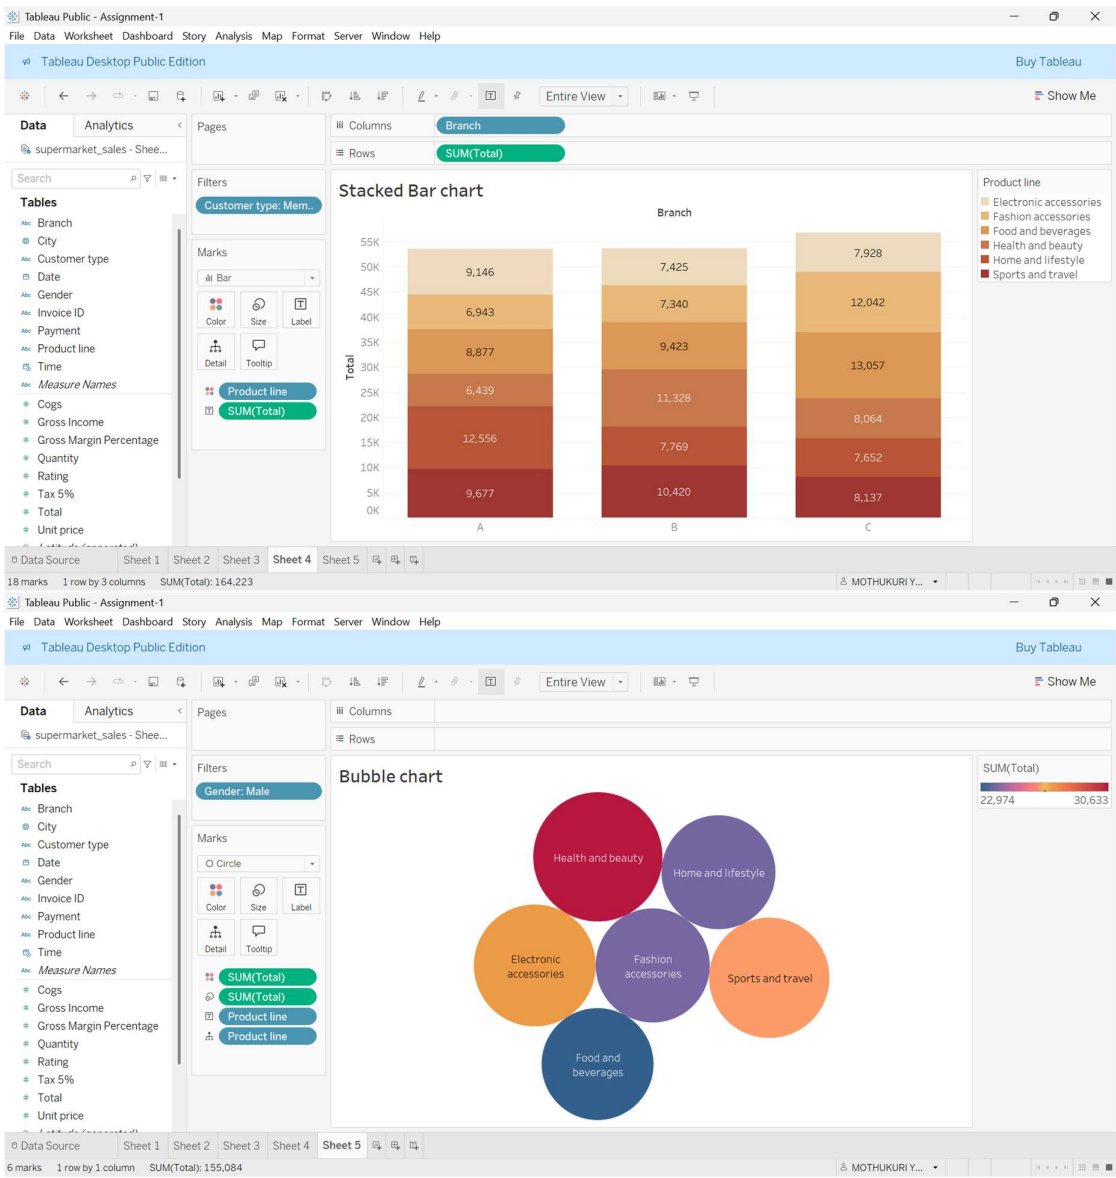 Tableau Public - Assignment-1
File Data Worksheet Dashboard Story Analysis Map Format Server Window Help
Tableau Desktop Public Edition
Buy Tableau
Entire View
Show Me
Data Analytics
Pages
Columns
Branch
supermarket_sales - Shee...
Rows
SUM(Total)
Search
Filters
Customer type: Mem..
Tables
Branch
City
Customer type
Date
Gender
Invoice ID
Payment
Product line
Time
Measure Names
Cogs
Gross Income
Gross Margin Percentage
Quantity
Rating
Tax 5%
Total
Unit price
Marks
Bar
Color Size Label
Detail Tooltip
Product line
SUM(Total)
Stacked Bar chart
Branch
Total
55K
50K
45K
40K
35K
30K
25K
20K
15K
10K
5K
0K
9,146
6,943
8,877
6,439
12,556
9,677
A
7,425
7,340
9,423
11,328
7,769
10,420
B
7,928
12,042
13,057
8,064
7,652
8,137
C
Product line
Electronic accessories
Fashion accessories
Food and beverages
Health and beauty
Home and lifestyle
Sports and travel
Data Source Sheet 1 Sheet 2 Sheet 3 Sheet 4 Sheet 5
18 marks 1 row by 3 columns SUM(Total): 164,223
MOTHUKURI Y...
Tableau Public - Assignment-1
File Data Worksheet Dashboard Story Analysis Map Format Server Window Help
Tableau Desktop Public Edition
Buy Tableau
Entire View
Show Me
Data Analytics
Pages
Columns
supermarket_sales - Shee...
Rows
Search
Filters
Gender: Male
Tables
Branch
City
Customer type
Date
Gender
Invoice ID
Payment
Product line
Time
Measure Names
Cogs
Gross Income
Gross Margin Percentage
Quantity
Rating
Tax 5%
Total
Unit price
Marks
Circle
Color Size Label
Detail Tooltip
SUM(Total)
SUM(Total)
Product line
Product line
Bubble chart
Health and beauty
Home and lifestyle
Electronic
accessories
Fashion
accessories
Sports and travel
Food and
beverages
SUM(Total)
22,974 30,633
Data Source Sheet 1 Sheet 2 Sheet 3 Sheet 4 Sheet 5
6 marks 1 row by 1 column SUM(Total): 155,084
MOTHUKURI Y...